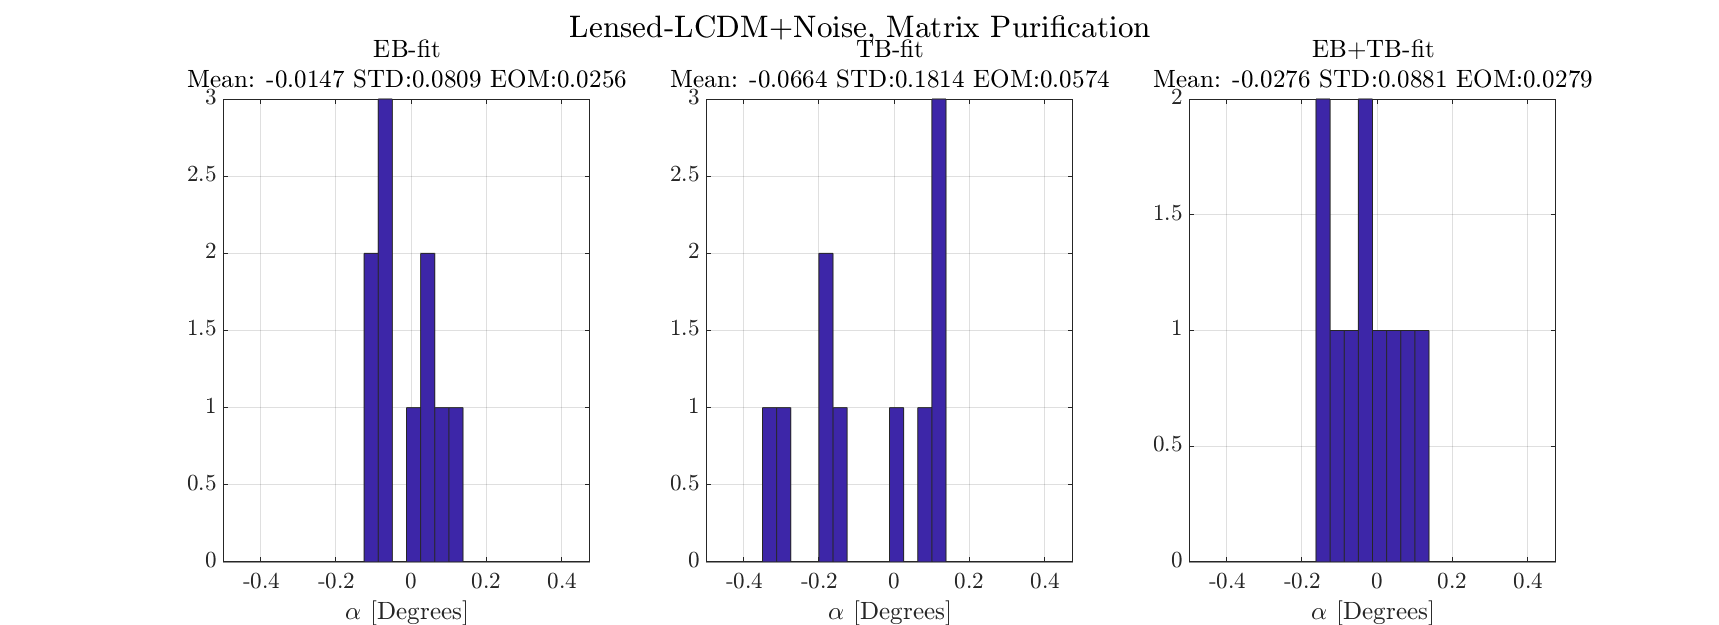 Lensed-LCDM+Noise, Matrix Purification
EB-fit
Mean: -0.0147 STD:0.0809 EOM:0.0256
3
2.5
2
1.5
1
0.5
0
-0.4 -0.2 0 0.2 0.4
α [Degrees]
TB-fit
Mean: -0.0664 STD:0.1814 EOM:0.0574
3
2.5
2
1.5
1
0.5
0
-0.4 -0.2 0 0.2 0.4
α [Degrees]
EB+TB-fit
Mean: -0.0276 STD:0.0881 EOM:0.0279
2
1.5
1
0.5
0
-0.4 -0.2 0 0.2 0.4
α [Degrees]